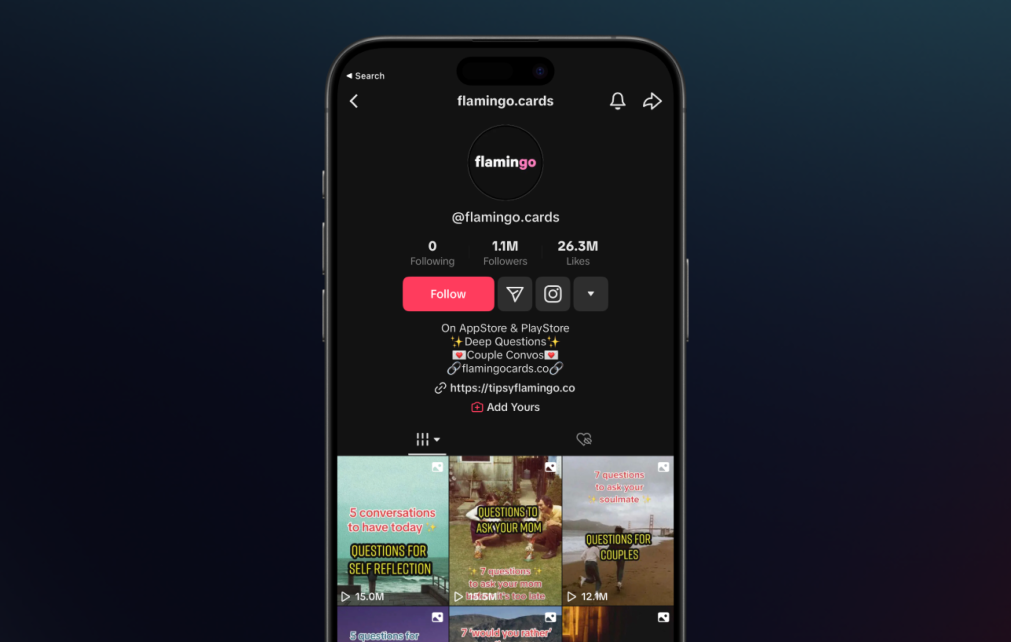 Search
flamingo.cards
flamingo
@flamingo.cards
0
Following
1.1M
Followers
26.3M
Likes
Follow
On AppStore & PlayStore
✨Deep Questions✨
💌Couple Convos💌
🔗flamingocards.co🔗
https://tipsyflamingo.co
Add Yours
5 conversations
to have today ✨
QUESTIONS FOR
SELF REFLECTION
15.0M
QUESTIONS TO
ASK YOUR MOM
✨ 7 questions ✨
to ask your mom
it's too late
15.5M
7 questions
to ask your
✨ soulmate ✨
QUESTIONS FOR
COUPLES
12.1M
5 questions for
7 'would you rather'